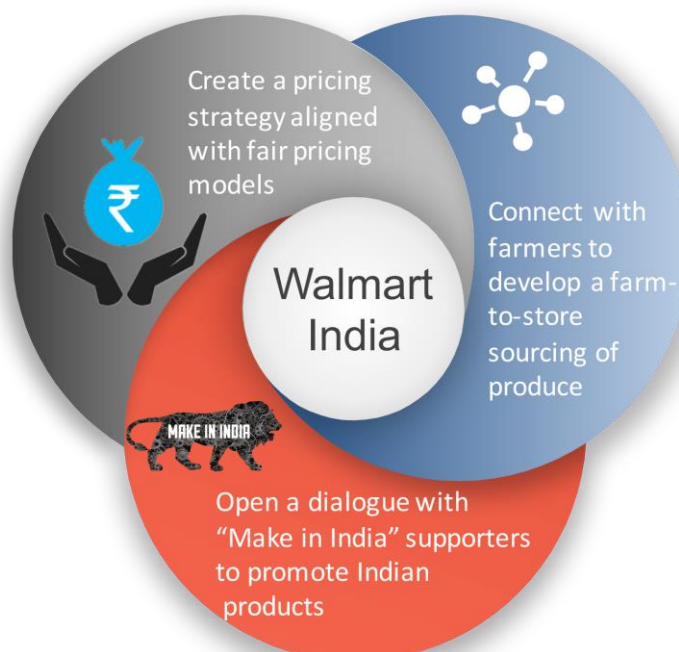 Create a pricing
strategy aligned
with fair pricing
models
₹
Connect with
farmers to
develop a farm-
to-store
sourcing of
produce
Walmart
India
MAKE IN INDIA
Open a dialogue with
“Make in India” supporters
to promote Indian
products